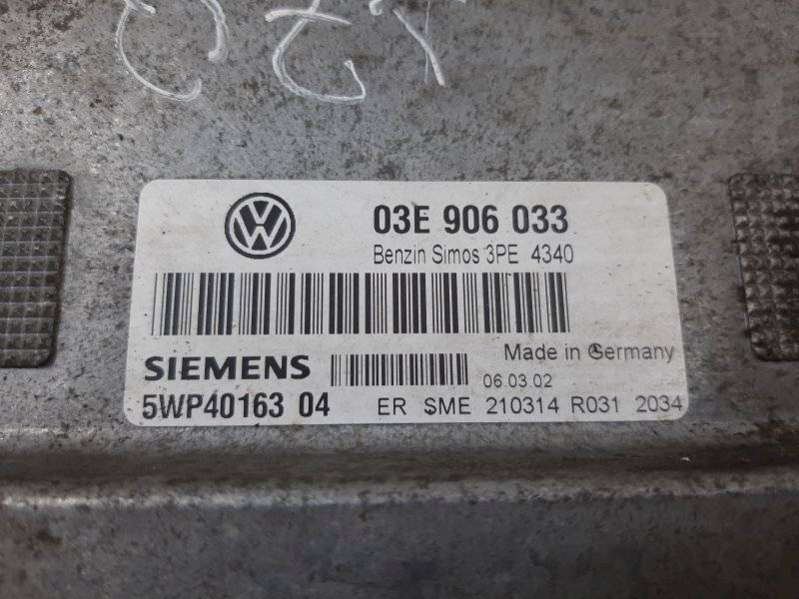 03E 906 033
Benzin Simos 3PE 4340
Made in Germany
SIEMENS
06.03.02
5WP40163 04 ER SME 210314 R031 2034